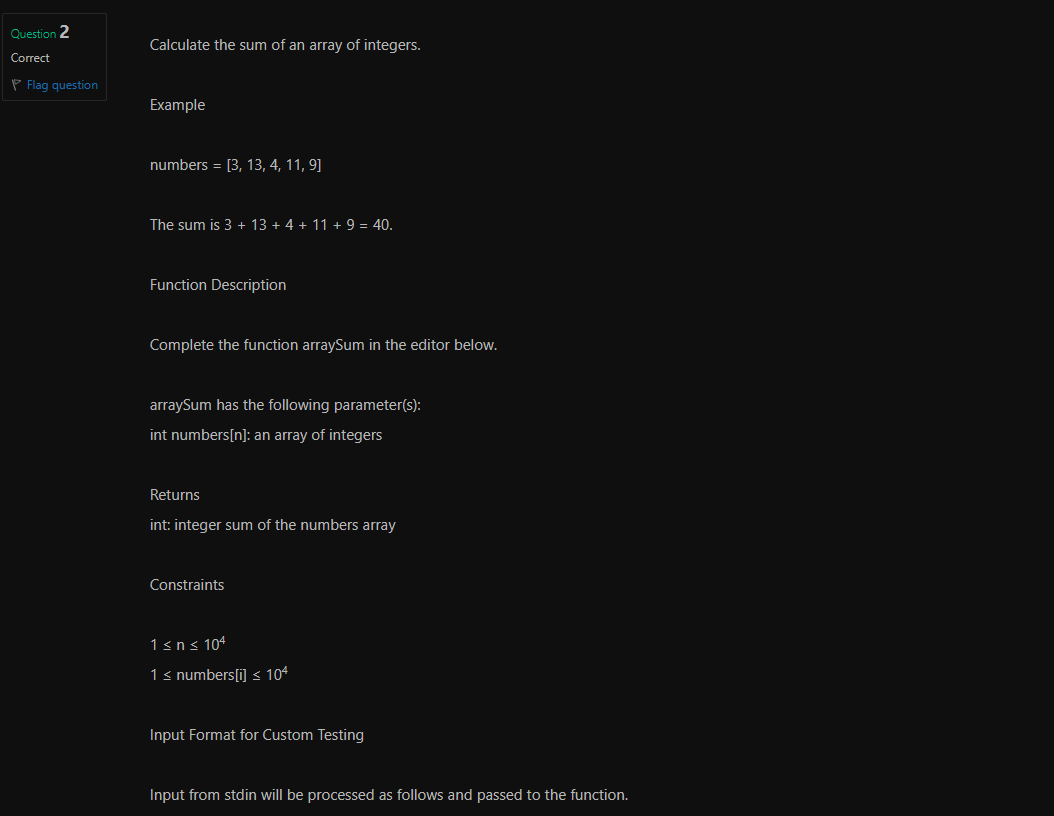 Question 2
Correct
Flag question
Calculate the sum of an array of integers.
Example
numbers = [3, 13, 4, 11, 9]
The sum is 3 + 13 + 4 + 11 + 9 = 40.
Function Description
Complete the function arraySum in the editor below.
arraySum has the following parameter(s):
int numbers[n]: an array of integers
Returns
int: integer sum of the numbers array
Constraints
1 ≤ n ≤ 10⁴
1 ≤ numbers[i] ≤ 10⁴
Input Format for Custom Testing
Input from stdin will be processed as follows and passed to the function.